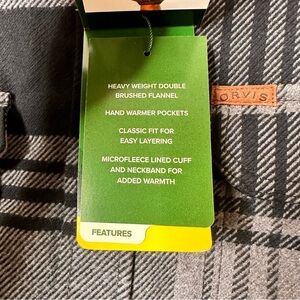 HEAVY WEIGHT DOUBLE
BRUSHED FLANNEL
HAND WARMER POCKETS
CLASSIC FIT FOR
EASY LAYERING
MICROFLEECE LINED CUFF
AND NECKBAND FOR
ADDED WARMTH
FEATURES
ORVIS